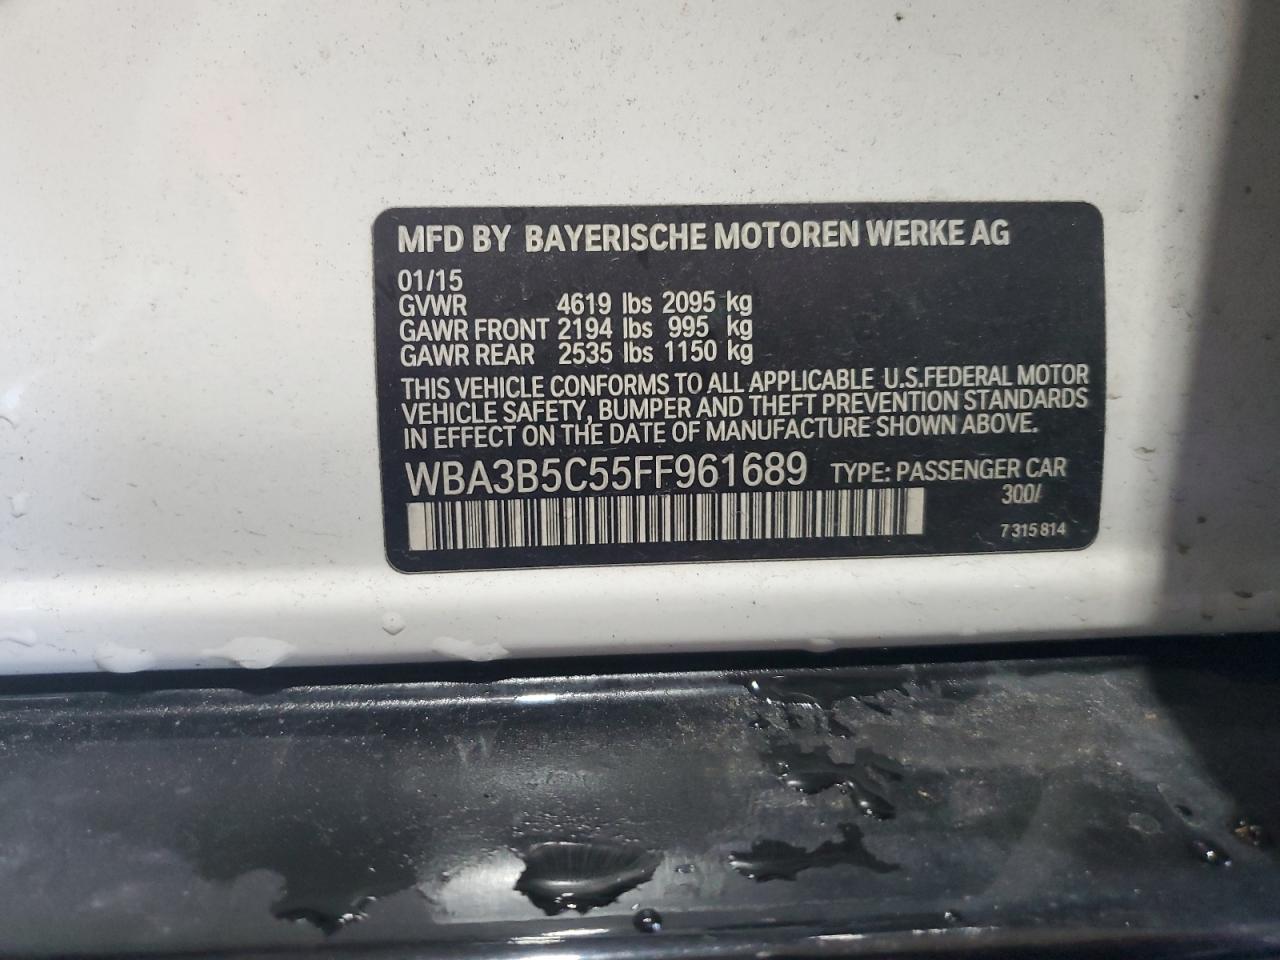 MFD BY BAYERISCHE MOTOREN WERKE AG
01/15
GVWR 4619 lbs 2095 kg
GAWR FRONT 2194 lbs 995 kg
GAWR REAR 2535 lbs 1150 kg
THIS VEHICLE CONFORMS TO ALL APPLICABLE U.S.FEDERAL MOTOR
VEHICLE SAFETY, BUMPER AND THEFT PREVENTION STANDARDS
IN EFFECT ON THE DATE OF MANUFACTURE SHOWN ABOVE.
WBA3B5C55FF961689 TYPE: PASSENGER CAR
300/
7 315 814